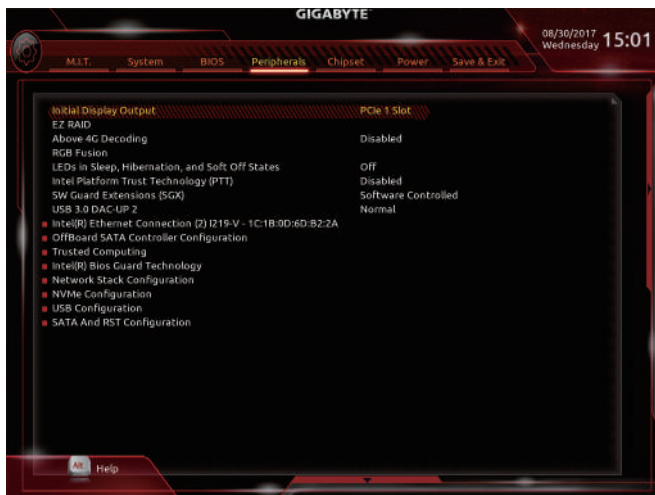 GIGABYTE
08/30/2017
Wednesday
15:01
M.I.T. System BIOS Peripherals Chipset Power Save & Exit
Initial Display Output PCIe 1 Slot
EZ RAID
Above 4G Decoding Disabled
RGB Fusion
LEDs in Sleep, Hibernation, and Soft Off States Off
Intel Platform Trust Technology (PTT) Disabled
SW Guard Extensions (SGX) Software Controlled
USB 3.0 DAC-UP 2 Normal
Intel(R) Ethernet Connection (2) I219-V - 1C:1B:0D:6D:B2:2A
OffBoard SATA Controller Configuration
Trusted Computing
Intel(R) Bios Guard Technology
Network Stack Configuration
NVMe Configuration
USB Configuration
SATA And RST Configuration
Alt Help